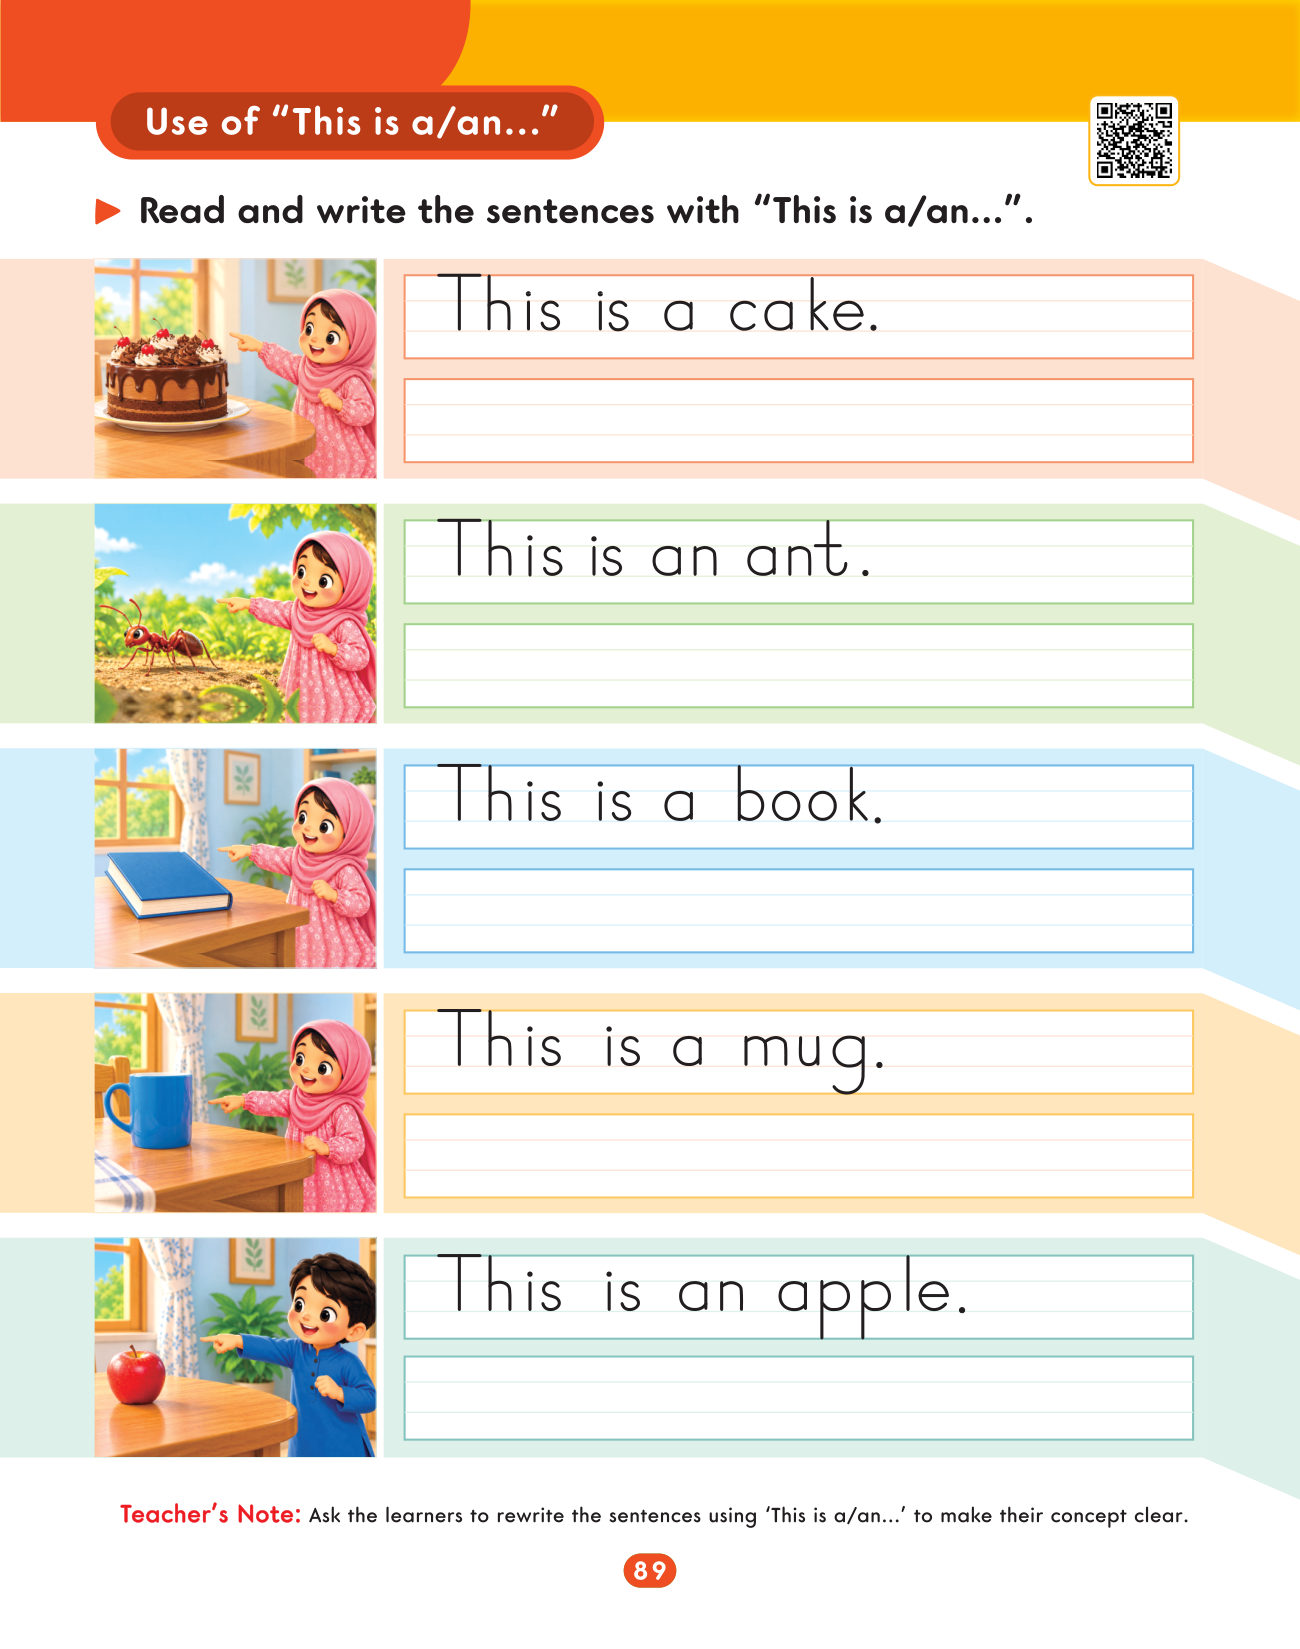 Use of “This is a/an...”
Read and write the sentences with “This is a/an...”.
This is a cake.
This is an ant.
This is a book.
This is a mug.
This is an apple.
Teacher’s Note: Ask the learners to rewrite the sentences using ‘This is a/an...’ to make their concept clear.
89